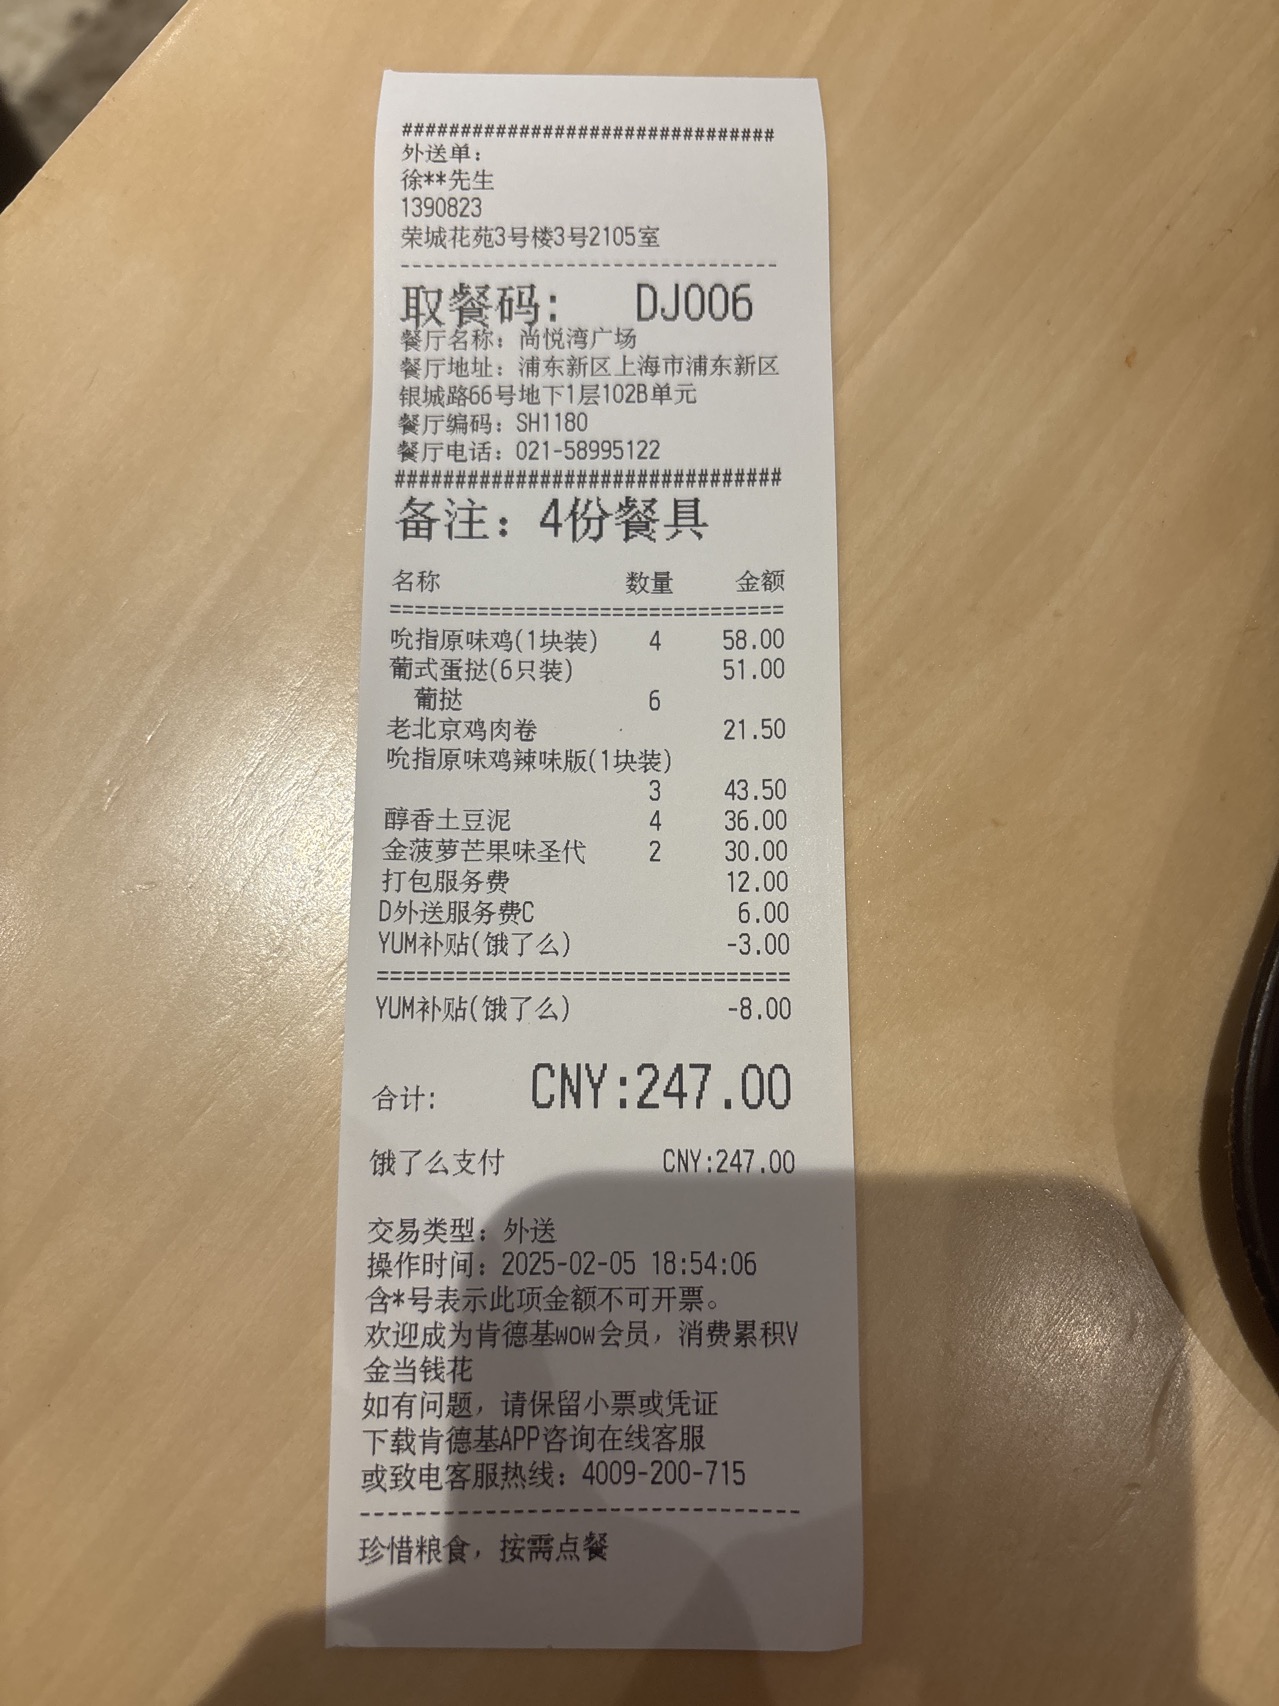 ################################
外送单：
徐**先生
1390823
荣城花苑3号楼3号2105室
--------------------------------
取餐码： DJ006
餐厅名称：尚悦湾广场
餐厅地址：浦东新区上海市浦东新区
银城路66号地下1层102B单元
餐厅编码：SH1180
餐厅电话：021-58995122
################################
备注：4份餐具
名称 数量 金额
================================
吮指原味鸡(1块装) 4 58.00
葡式蛋挞(6只装) 51.00
葡挞 6
老北京鸡肉卷 21.50
吮指原味鸡辣味版(1块装)
3 43.50
醇香土豆泥 4 36.00
金菠萝芒果味圣代 2 30.00
打包服务费 12.00
D外送服务费C 6.00
YUM补贴(饿了么) -3.00
================================
YUM补贴(饿了么) -8.00
合计： CNY:247.00
饿了么支付 CNY:247.00
交易类型：外送
操作时间：2025-02-05 18:54:06
含*号表示此项金额不可开票。
欢迎成为肯德基wow会员，消费累积V
金当钱花
如有问题，请保留小票或凭证
下载肯德基APP咨询在线客服
或致电客服热线：4009-200-715
--------------------------------
珍惜粮食，按需点餐